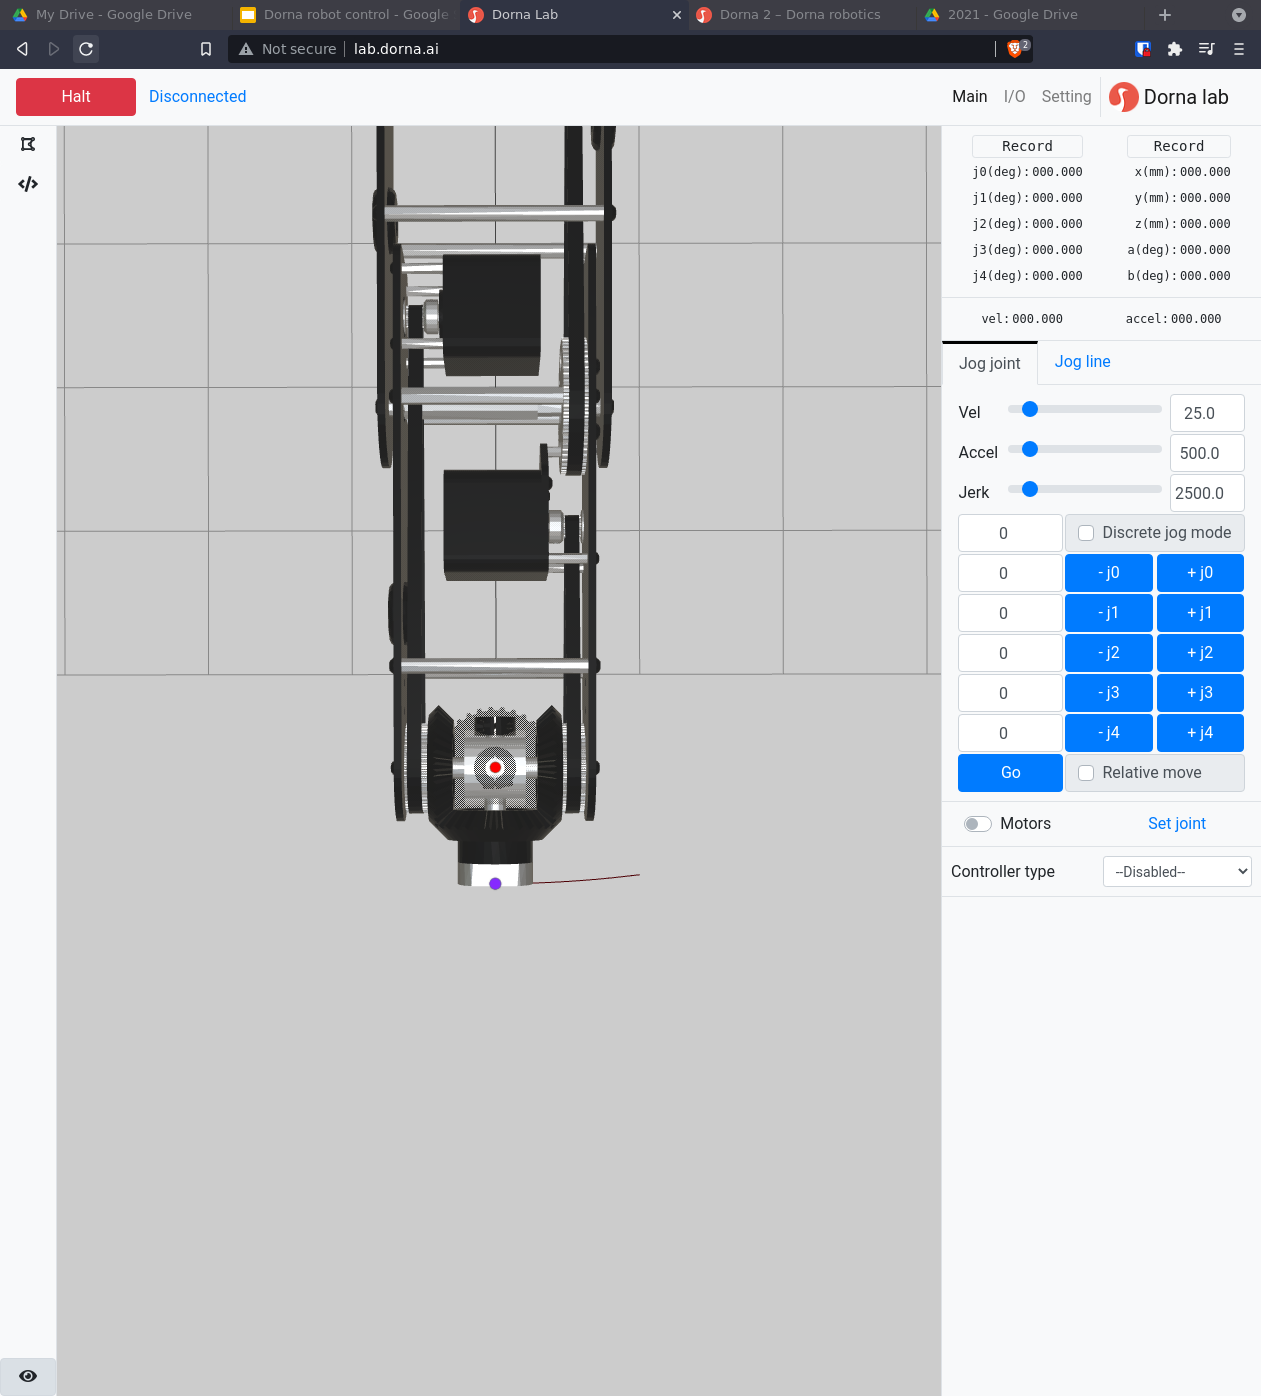 My Drive - Google Drive
Dorna robot control - Google
Dorna Lab
Dorna 2 – Dorna robotics
2021 - Google Drive
Not secure lab.dorna.ai 2
Halt Disconnected Main I/O Setting Dorna lab
Record Record
j0(deg):000.000 x(mm):000.000
j1(deg):000.000 y(mm):000.000
j2(deg):000.000 z(mm):000.000
j3(deg):000.000 a(deg):000.000
j4(deg):000.000 b(deg):000.000
vel:000.000 accel:000.000
Jog joint Jog line
Vel 25.0
Accel 500.0
Jerk 2500.0
0 Discrete jog mode
0 - j0 + j0
0 - j1 + j1
0 - j2 + j2
0 - j3 + j3
0 - j4 + j4
Go Relative move
Motors Set joint
Controller type --Disabled--